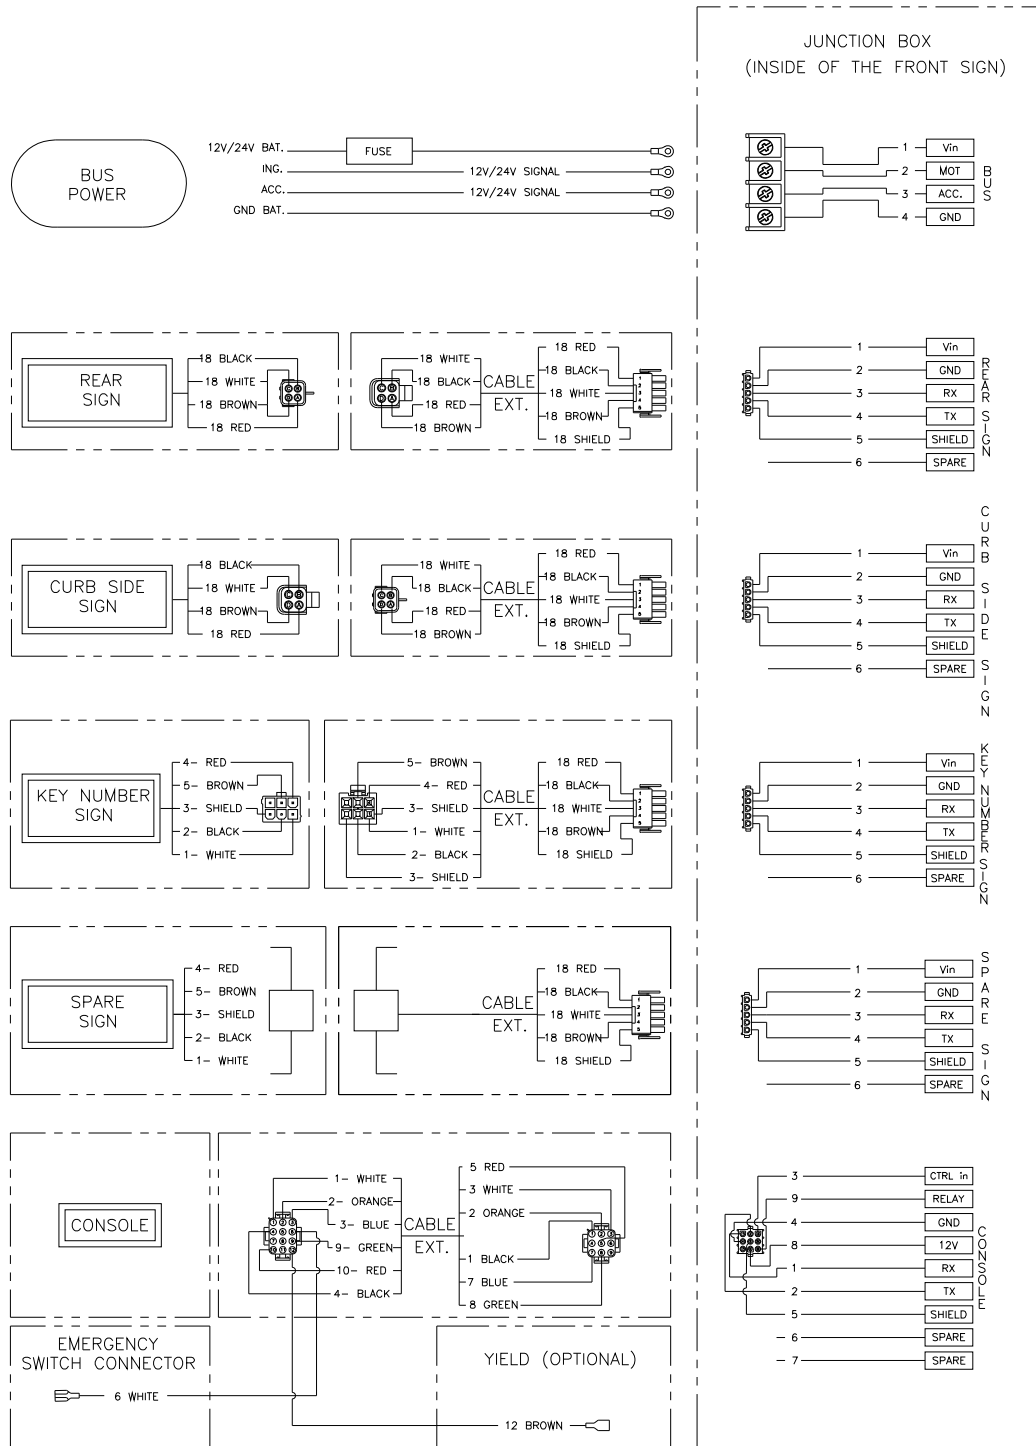 JUNCTION BOX
(INSIDE OF THE FRONT SIGN)
BUS
POWER
12V/24V BAT.
FUSE
ING.
12V/24V SIGNAL
ACC.
12V/24V SIGNAL
GND BAT.
1 Vin
2 MOT
3 ACC.
4 GND
BUS
REAR
SIGN
18 BLACK
18 WHITE
18 BROWN
18 RED
18 WHITE
18 BLACK
18 RED
18 BROWN
CABLE
EXT.
18 RED
18 BLACK
18 WHITE
18 BROWN
18 SHIELD
1 Vin
2 GND
3 RX
4 TX
5 SHIELD
6 SPARE
REAR SIGN
CURB SIDE
SIGN
18 BLACK
18 WHITE
18 BROWN
18 RED
18 WHITE
18 BLACK
18 RED
18 BROWN
CABLE
EXT.
18 RED
18 BLACK
18 WHITE
18 BROWN
18 SHIELD
1 Vin
2 GND
3 RX
4 TX
5 SHIELD
6 SPARE
CURB SIDE SIGN
KEY NUMBER
SIGN
4- RED
5- BROWN
3- SHIELD
2- BLACK
1- WHITE
5- BROWN
4- RED
3- SHIELD
1- WHITE
2- BLACK
3- SHIELD
CABLE
EXT.
18 RED
18 BLACK
18 WHITE
18 BROWN
18 SHIELD
1 Vin
2 GND
3 RX
4 TX
5 SHIELD
6 SPARE
KEY NUMBER SIGN
SPARE
SIGN
4- RED
5- BROWN
3- SHIELD
2- BLACK
1- WHITE
CABLE
EXT.
18 RED
18 BLACK
18 WHITE
18 BROWN
18 SHIELD
1 Vin
2 GND
3 RX
4 TX
5 SHIELD
6 SPARE
SPARE SIGN
CONSOLE
1- WHITE
2- ORANGE
3- BLUE
9- GREEN
10- RED
4- BLACK
CABLE
EXT.
5 RED
3 WHITE
2 ORANGE
1 BLACK
7 BLUE
8 GREEN
3 CTRL in
9 RELAY
4 GND
8 12V
1 RX
2 TX
5 SHIELD
6 SPARE
7 SPARE
CONSOLE
EMERGENCY
SWITCH CONNECTOR
6 WHITE
YIELD (OPTIONAL)
12 BROWN